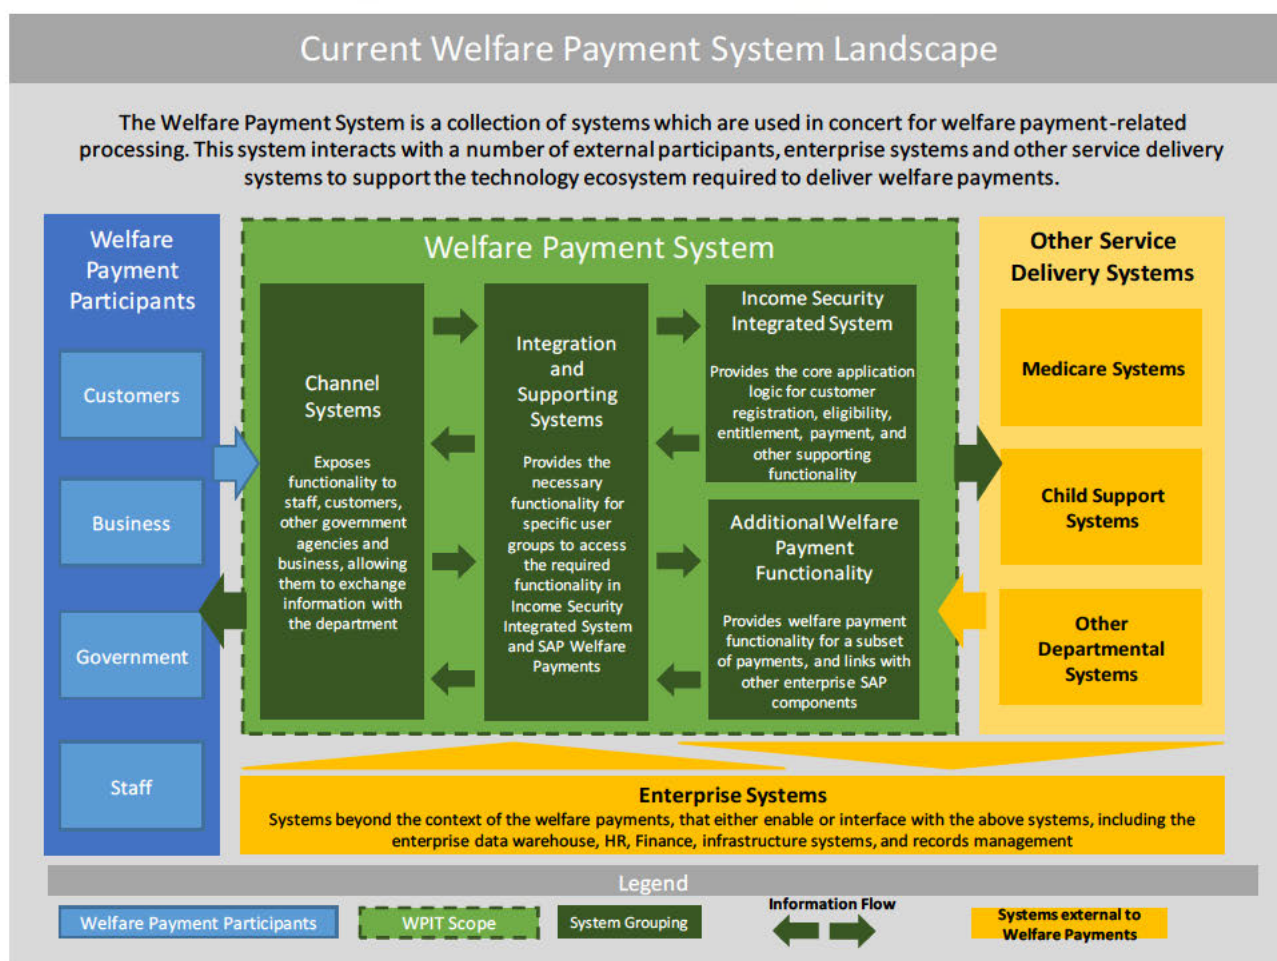 Current Welfare Payment System Landscape
The Welfare Payment System is a collection of systems which are used in concert for welfare payment-related
processing. This system interacts with a number of external participants, enterprise systems and other service delivery
systems to support the technology ecosystem required to deliver welfare payments.
Welfare
Payment
Participants
Customers
Business
Government
Staff
Welfare Payment System
Channel
Systems
Exposes
functionality to
staff, customers,
other government
agencies and
business, allowing
them to exchange
information with
the department
Integration
and
Supporting
Systems
Provides the
necessary
functionality for
specific user
groups to access
the required
functionality in
Income Security
Integrated System
and SAP Welfare
Payments
Income Security
Integrated System
Provides the core application
logic for customer
registration, eligibility,
entitlement, payment, and
other supporting
functionality
Additional Welfare
Payment
Functionality
Provides welfare payment
functionality for a subset
of payments, and links with
other enterprise SAP
components
Other Service
Delivery Systems
Medicare Systems
Child Support
Systems
Other
Departmental
Systems
Enterprise Systems
Systems beyond the context of the welfare payments, that either enable or interface with the above systems, including the
enterprise data warehouse, HR, Finance, infrastructure systems, and records management
Legend
Welfare Payment Participants
WPIT Scope
System Grouping
Information Flow
Systems external to
Welfare Payments